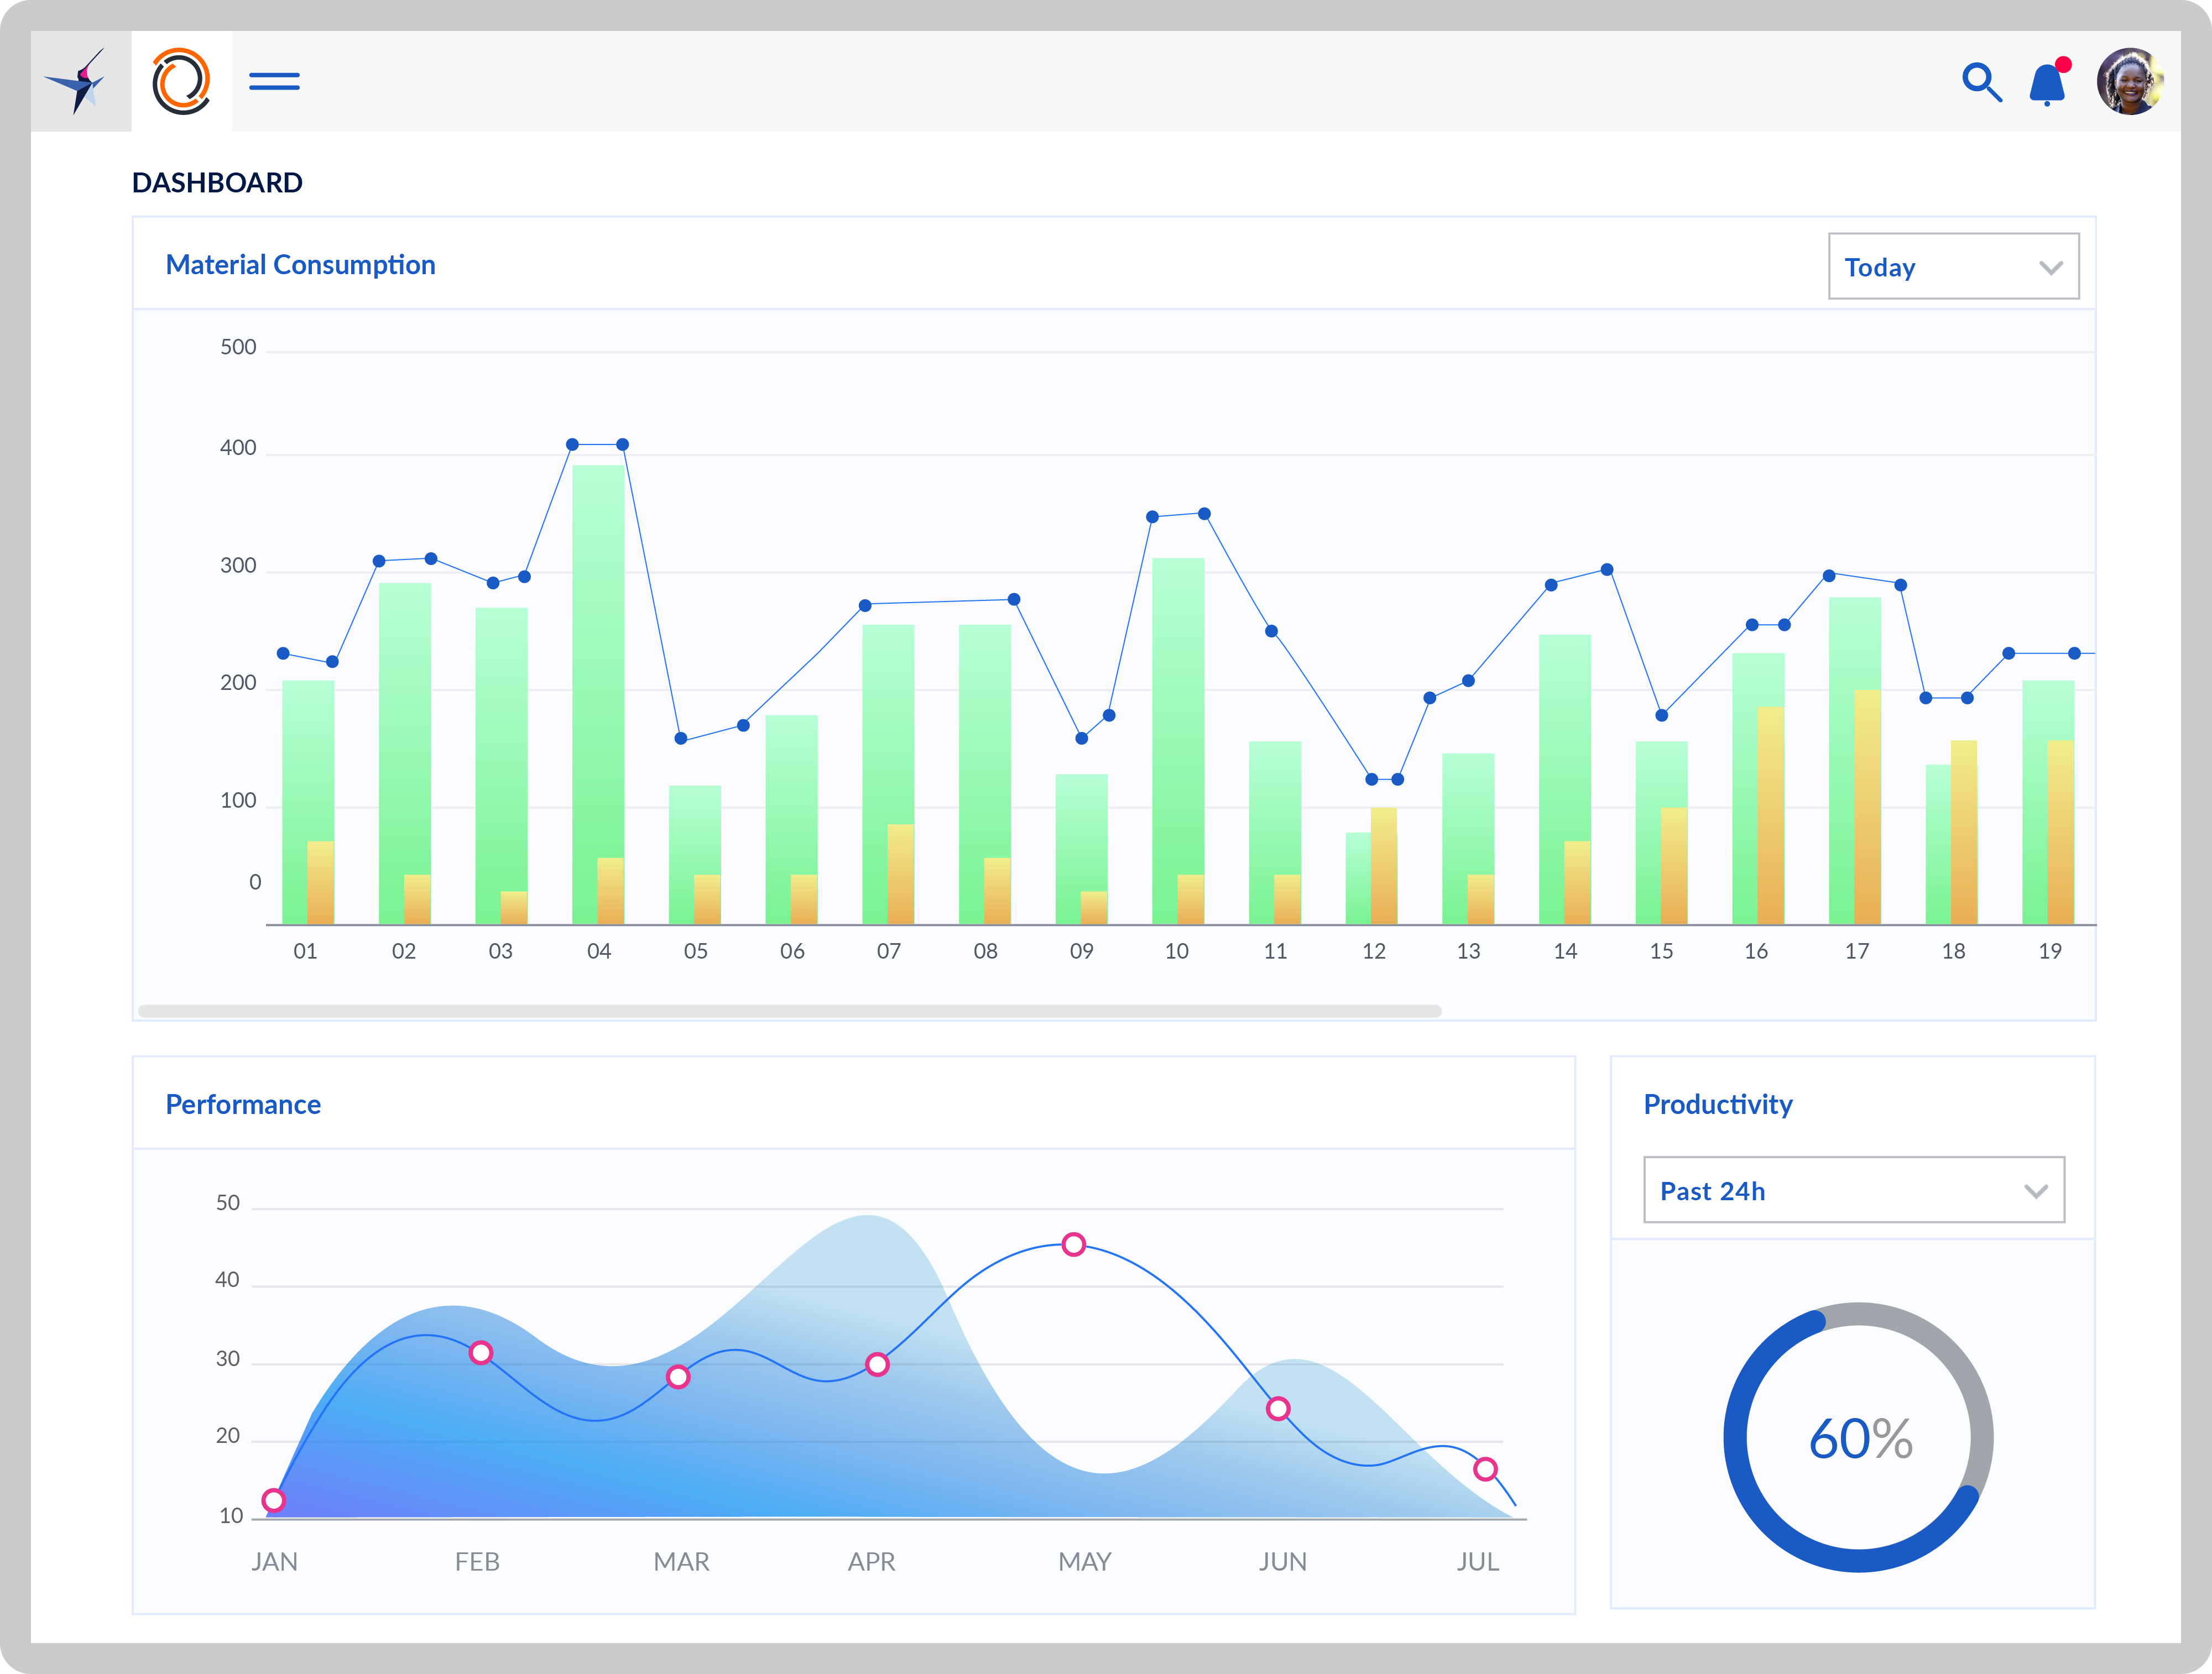 DASHBOARD
Material Consumption
Today
500
400
300
200
100
0
01 02 03 04 05 06 07 08 09 10 11 12 13 14 15 16 17 18 19
Performance
50
40
30
20
10
JAN FEB MAR APR MAY JUN JUL
Productivity
Past 24h
60%